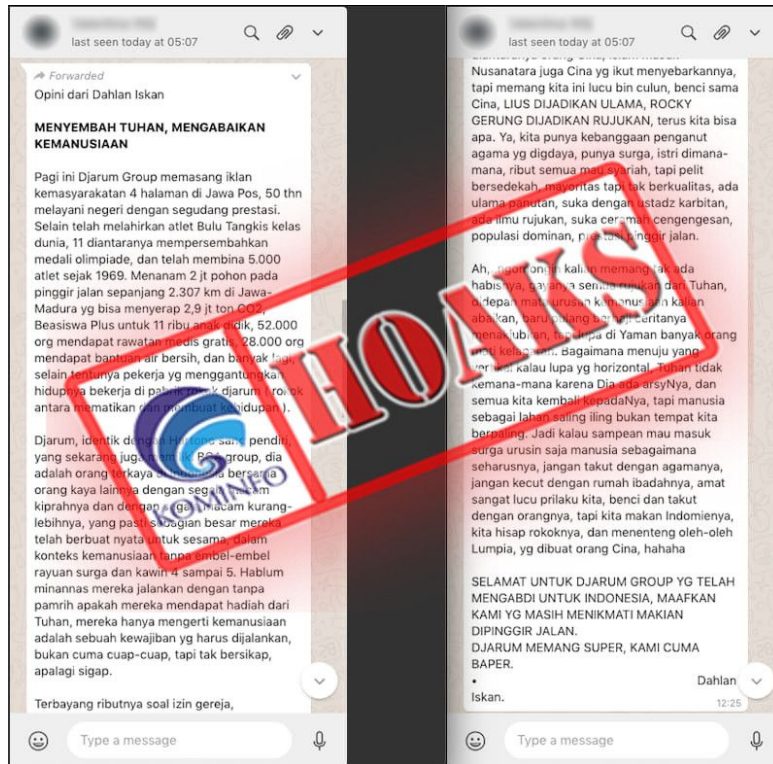 last seen today at 05:07
Forwarded
Opini dari Dahlan Iskan
MENYEMBAH TUHAN, MENGABAIKAN
KEMANUSIAAN
Pagi ini Djarum Group memasang iklan
kemasyarakatan 4 halaman di Jawa Pos, 50 thn
melayani negeri dengan segudang prestasi.
Selain telah melahirkan atlet Bulu Tangkis kelas
dunia, 11 diantaranya mempersembahkan
medali olimpiade, dan telah membina 5.000
atlet sejak 1969. Menanam 2 jt pohon pada
pinggir jalan sepanjang 2.307 km di Jawa-
Madura yg bisa menyerap 2,9 jt ton CO2,
Beasiswa Plus untuk 11 ribu anak didik, 52.000
org mendapat rawatan medis gratis, 28.000 org
mendapat bantuan air bersih, dan banyak lagi,
selain tentunya pekerja yg menggantungkan
hidupnya bekerja di pabrik rokok djarum ( rokok
antara mematikan dan membuat kehidupan ).
Djarum, identik dengan Hartono sang pendiri,
yang sekarang juga BCA group, dia
adalah orang terkaya di Indonesia bersama
orang kaya lainnya dengan segala macam
kiprahnya dan dengan segala macam kurang-
lebihnya, yang pasti sebagian besar mereka
telah berbuat nyata untuk sesama, dalam
konteks kemanusiaan tanpa embel-embel
rayuan surga dan kawin 4 sampai 5. Hablum
minannas mereka jalankan dengan tanpa
pamrih apakah mereka mendapat hadiah dari
Tuhan, mereka hanya mengerti kemanusiaan
adalah sebuah kewajiban yg harus dijalankan,
bukan cuma cuap-cuap, tapi tak bersikap,
apalagi sigap.
Terbayang ributnya soal izin gereja,
Type a message
last seen today at 05:07
Nusanatara juga Cina yg ikut menyebarkannya,
tapi memang kita ini lucu bin culun, benci sama
Cina, LIUS DIJADIKAN ULAMA, ROCKY
GERUNG DIJADIKAN RUJUKAN, terus kita bisa
apa. Ya, kita punya kebanggaan penganut
agama yg digdaya, punya surga, istri dimana-
mana, ribut semua mau syariah, tapi pelit
bersedekah, mayoritas tapi tak berkualitas, ada
ulama panutan, suka dengan ustadz karbitan,
ada ilmu rujukan, suka ceramah cengengesan,
populasi dominan, prestasi pinggir jalan.
Ah, ngomongin kalian memang tak ada
habisnya, gayanya semua rujukan dari Tuhan,
didepan mata urusan kemanusiaan kalian
abaikan, baru pulang berhaji ceritanya
menakjubkan, tapi lupa di Yaman banyak orang
mati kelaparan. Bagaimana menuju yang
vertikal kalau lupa yg horizontal, Tuhan tidak
kemana-mana karena Dia ada arsyNya, dan
semua kita kembali kepadaNya, tapi manusia
sebagai lahan saling iling bukan tempat kita
berpaling. Jadi kalau sampean mau masuk
surga urusin saja manusia sebagaimana
seharusnya, jangan takut dengan agamanya,
jangan kecut dengan rumah ibadahnya, amat
sangat lucu prilaku kita, benci dan takut
dengan orangnya, tapi kita makan Indomienya,
kita hisap rokoknya, dan menenteng oleh-oleh
Lumpia, yg dibuat orang Cina, hahaha
SELAMAT UNTUK DJARUM GROUP YG TELAH
MENGABDI UNTUK INDONESIA, MAAFKAN
KAMI YG MASIH MENIKMATI MAKIAN
DIPINGGIR JALAN.
DJARUM MEMANG SUPER, KAMI CUMA
BAPER.
• Dahlan
Iskan.
12:25
Type a message
KOMINFO
HOAKS